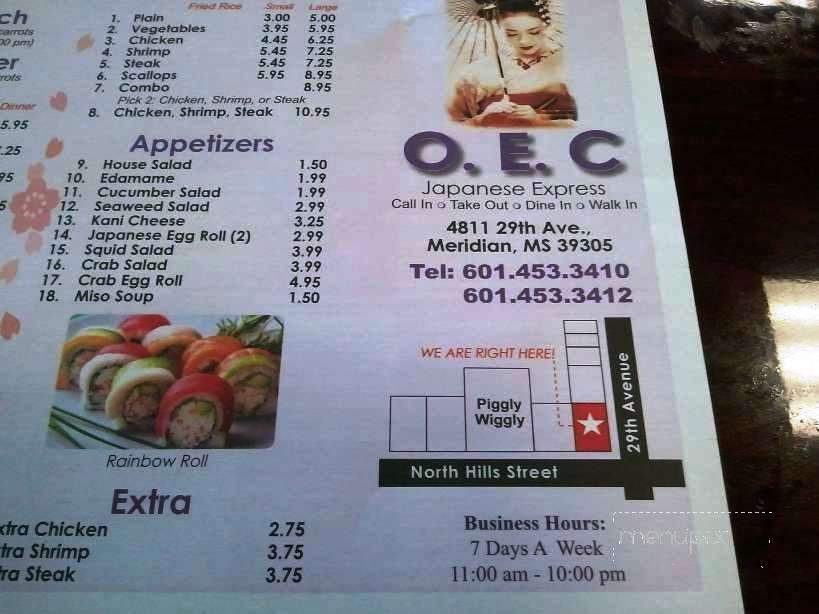 ch
carrots
00 pm)
er
rots
Dinner
5.95
.25
95
Fried Rice Small Large
1. Plain 3.00 5.00
2. Vegetables 3.95 5.95
3. Chicken 4.45 6.25
4. Shrimp 5.45 7.25
5. Steak 5.45 7.25
6. Scallops 5.95 8.95
7. Combo 8.95
Pick 2: Chicken, Shrimp, or Steak
8. Chicken, Shrimp, Steak 10.95
Appetizers
9. House Salad 1.50
10. Edamame 1.99
11. Cucumber Salad 1.99
12. Seaweed Salad 2.99
13. Kani Cheese 3.25
14. Japanese Egg Roll (2) 2.99
15. Squid Salad 3.99
16. Crab Salad 3.99
17. Crab Egg Roll 4.95
18. Miso Soup 1.50
Rainbow Roll
Extra
xtra Chicken 2.75
tra Shrimp 3.75
tra Steak 3.75
O. E. C
Japanese Express
Call In o Take Out o Dine In o Walk In
4811 29th Ave.,
Meridian, MS 39305
Tel: 601.453.3410
601.453.3412
WE ARE RIGHT HERE!
Piggly
Wiggly
29th Avenue
North Hills Street
Business Hours:
7 Days A Week
11:00 am - 10:00 pm